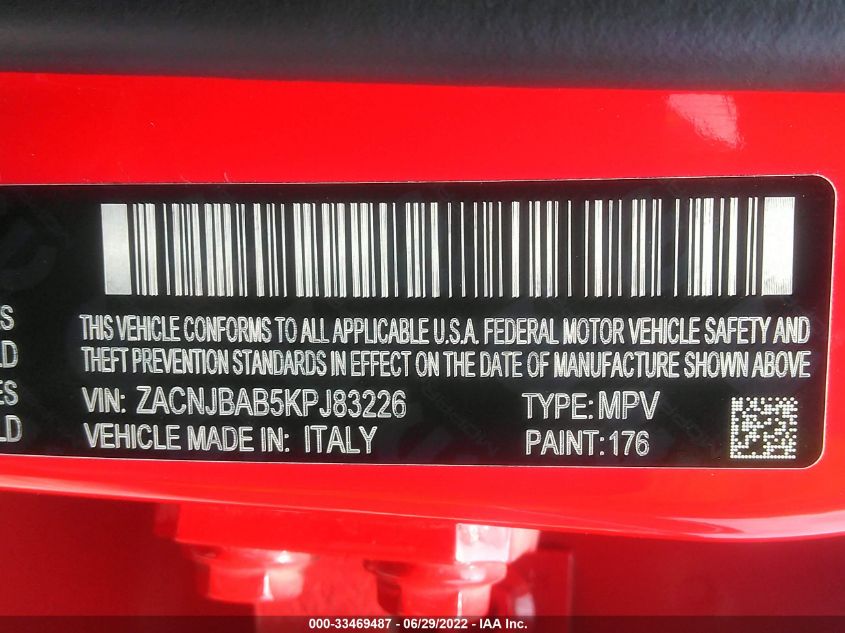 THIS VEHICLE CONFORMS TO ALL APPLICABLE U.S.A. FEDERAL MOTOR VEHICLE SAFETY AND
THEFT PREVENTION STANDARDS IN EFFECT ON THE DATE OF MANUFACTURE SHOWN ABOVE
VIN: ZACNJBAB5KPJ83226 TYPE: MPV
VEHICLE MADE IN: ITALY PAINT: 176
000-33469487 - 06/29/2022 - IAA Inc.